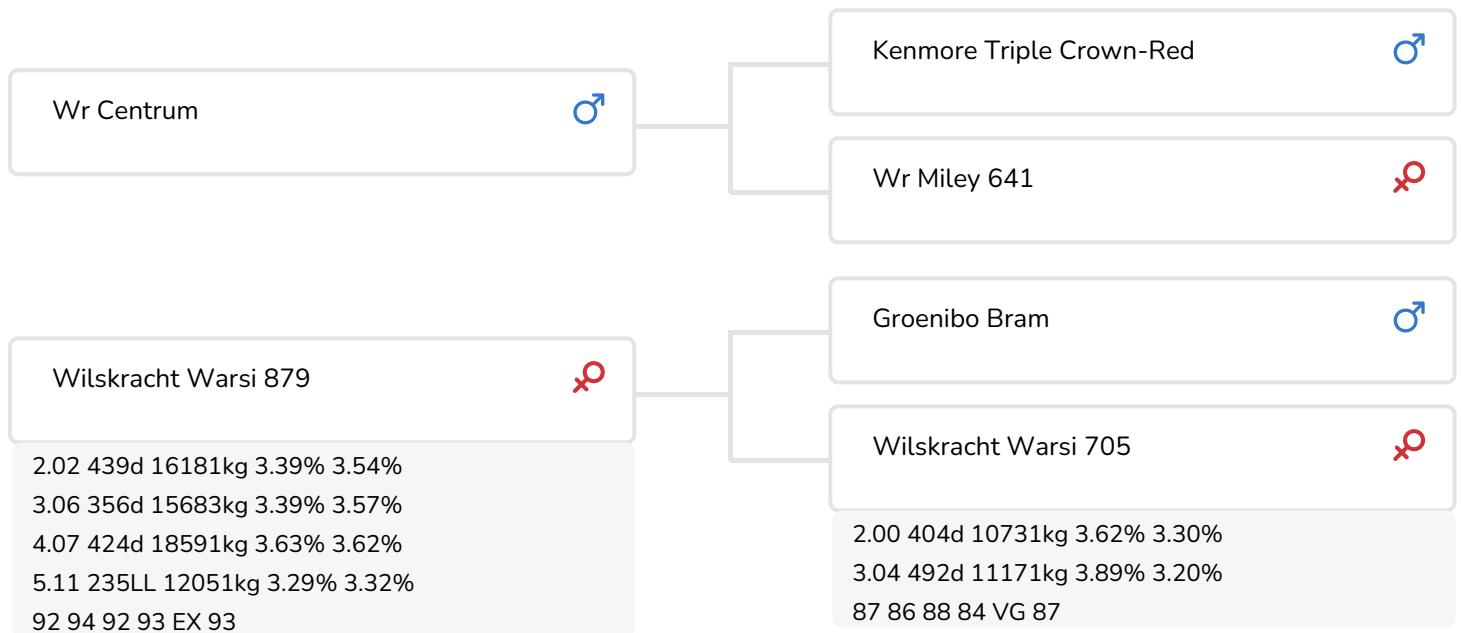 Wr Centrum
Kenmore Triple Crown-Red
Wr Miley 641
Wilskracht Warsi 879
2.02 439d 16181kg 3.39% 3.54%
3.06 356d 15683kg 3.39% 3.57%
4.07 424d 18591kg 3.63% 3.62%
5.11 235LL 12051kg 3.29% 3.32%
92 94 92 93 EX 93
Groenibo Bram
Wilskracht Warsi 705
2.00 404d 10731kg 3.62% 3.30%
3.04 492d 11171kg 3.89% 3.20%
87 86 88 84 VG 87